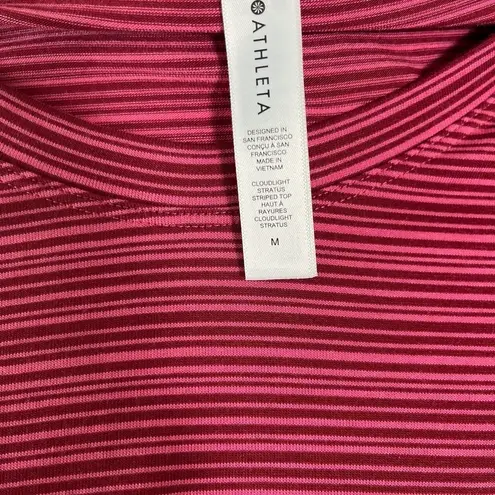 ATHLETA
DESIGNED IN
SAN FRANCISCO
CONÇU À SAN
FRANCISCO
MADE IN
VIETNAM
CLOUDLIGHT
STRATUS
STRIPED TOP
HAUT À
RAYURES
CLOUDLIGHT
STRATUS
M